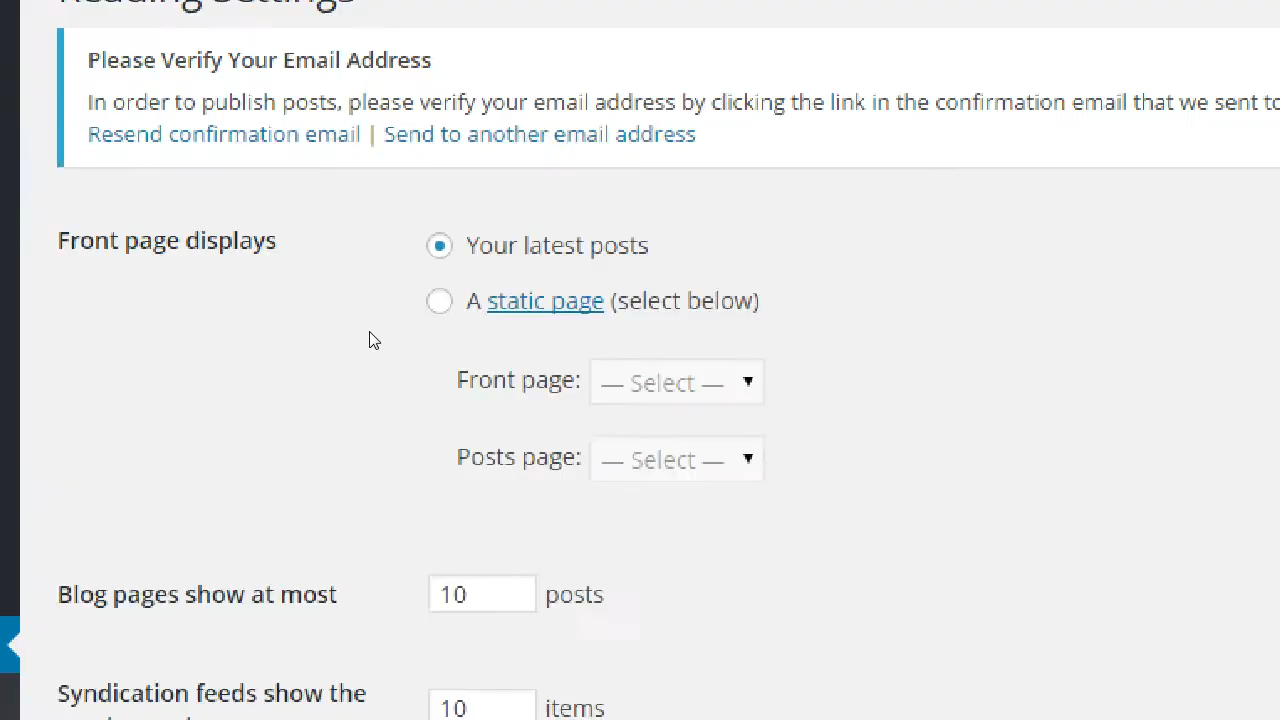 Reading Settings
Please Verify Your Email Address
In order to publish posts, please verify your email address by clicking the link in the confirmation email that we sent to
Resend confirmation email | Send to another email address
Front page displays
Your latest posts
A static page (select below)
Front page: — Select —
Posts page: — Select —
Blog pages show at most 10 posts
Syndication feeds show the 10 items